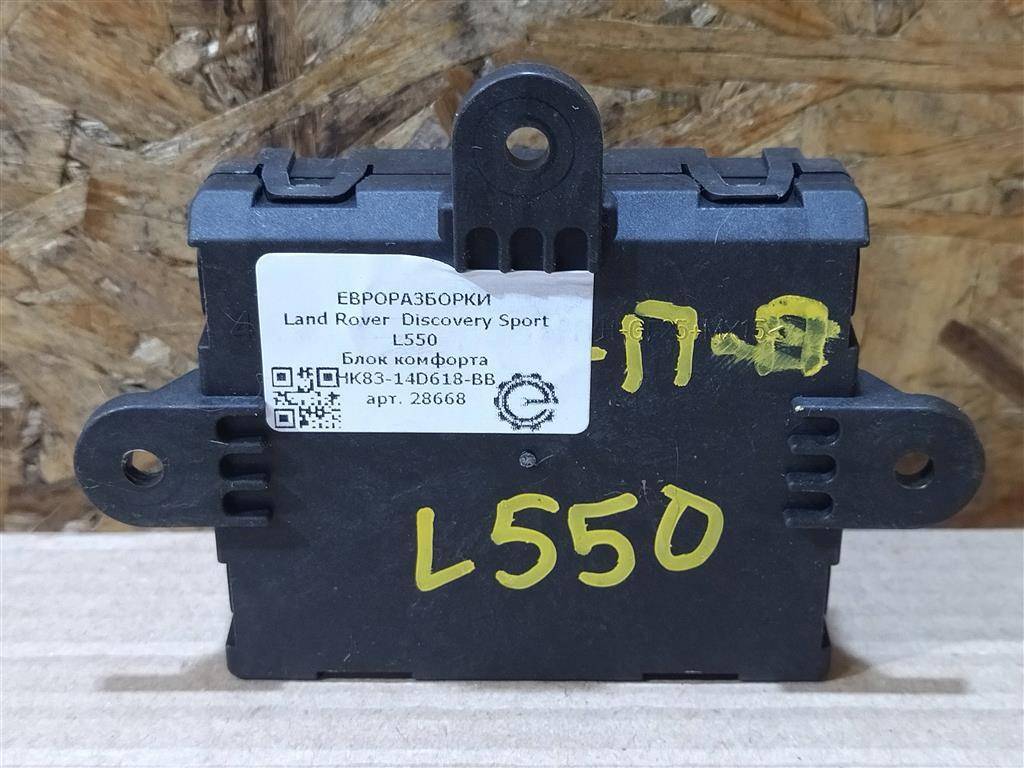 ЕВРОРАЗБОРКИ
Land Rover Discovery Sport
L550
Блок комфорта
HK83-14D618-BB
арт. 28668
L550